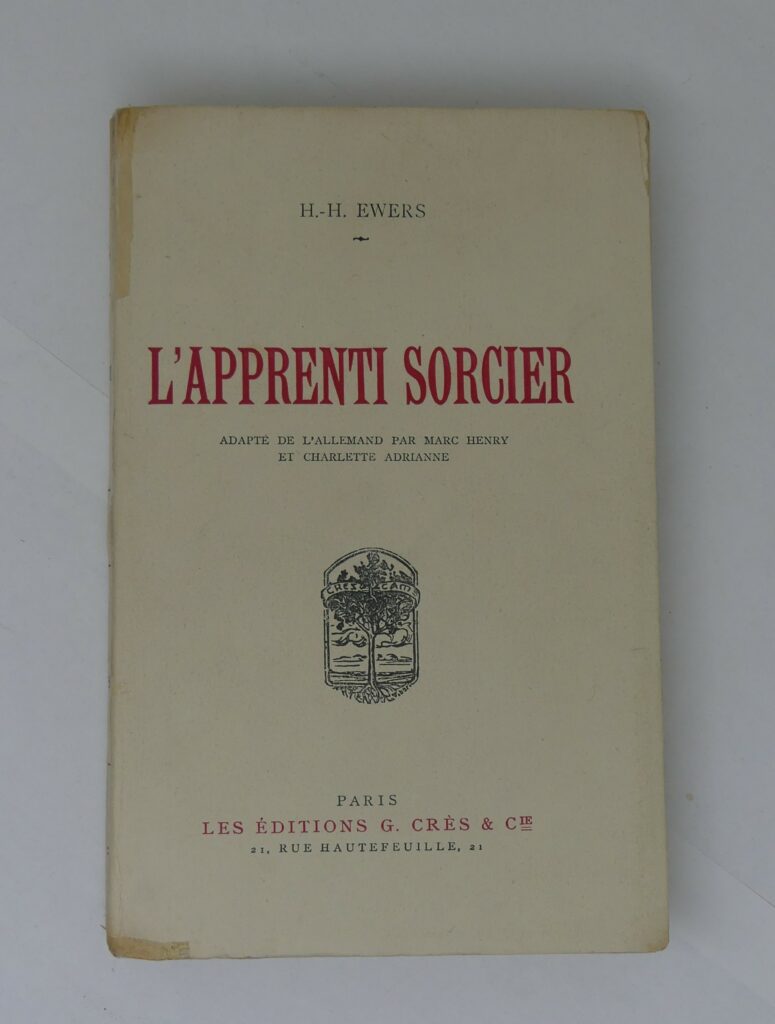 H.-H. EWERS
L'APPRENTI SORCIER
ADAPTÉ DE L'ALLEMAND PAR MARC HENRY
ET CHARLETTE ADRIANNE
PARIS
LES ÉDITIONS G. CRÈS & CIE
21, RUE HAUTEFEUILLE, 21